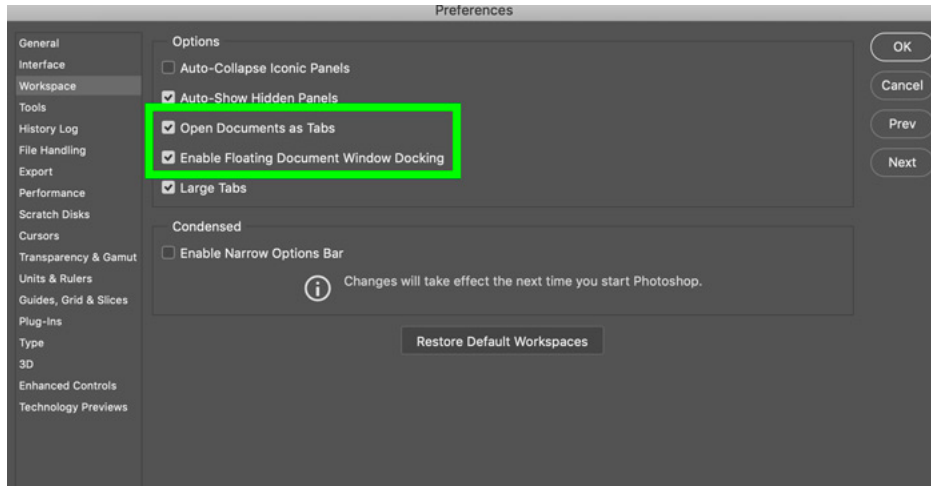 Preferences
General
Interface
Workspace
Tools
History Log
File Handling
Export
Performance
Scratch Disks
Cursors
Transparency & Gamut
Units & Rulers
Guides, Grid & Slices
Plug-Ins
Type
3D
Enhanced Controls
Technology Previews
Options
Auto-Collapse Iconic Panels
Auto-Show Hidden Panels
Open Documents as Tabs
Enable Floating Document Window Docking
Large Tabs
Condensed
Enable Narrow Options Bar
Changes will take effect the next time you start Photoshop.
Restore Default Workspaces
OK
Cancel
Prev
Next